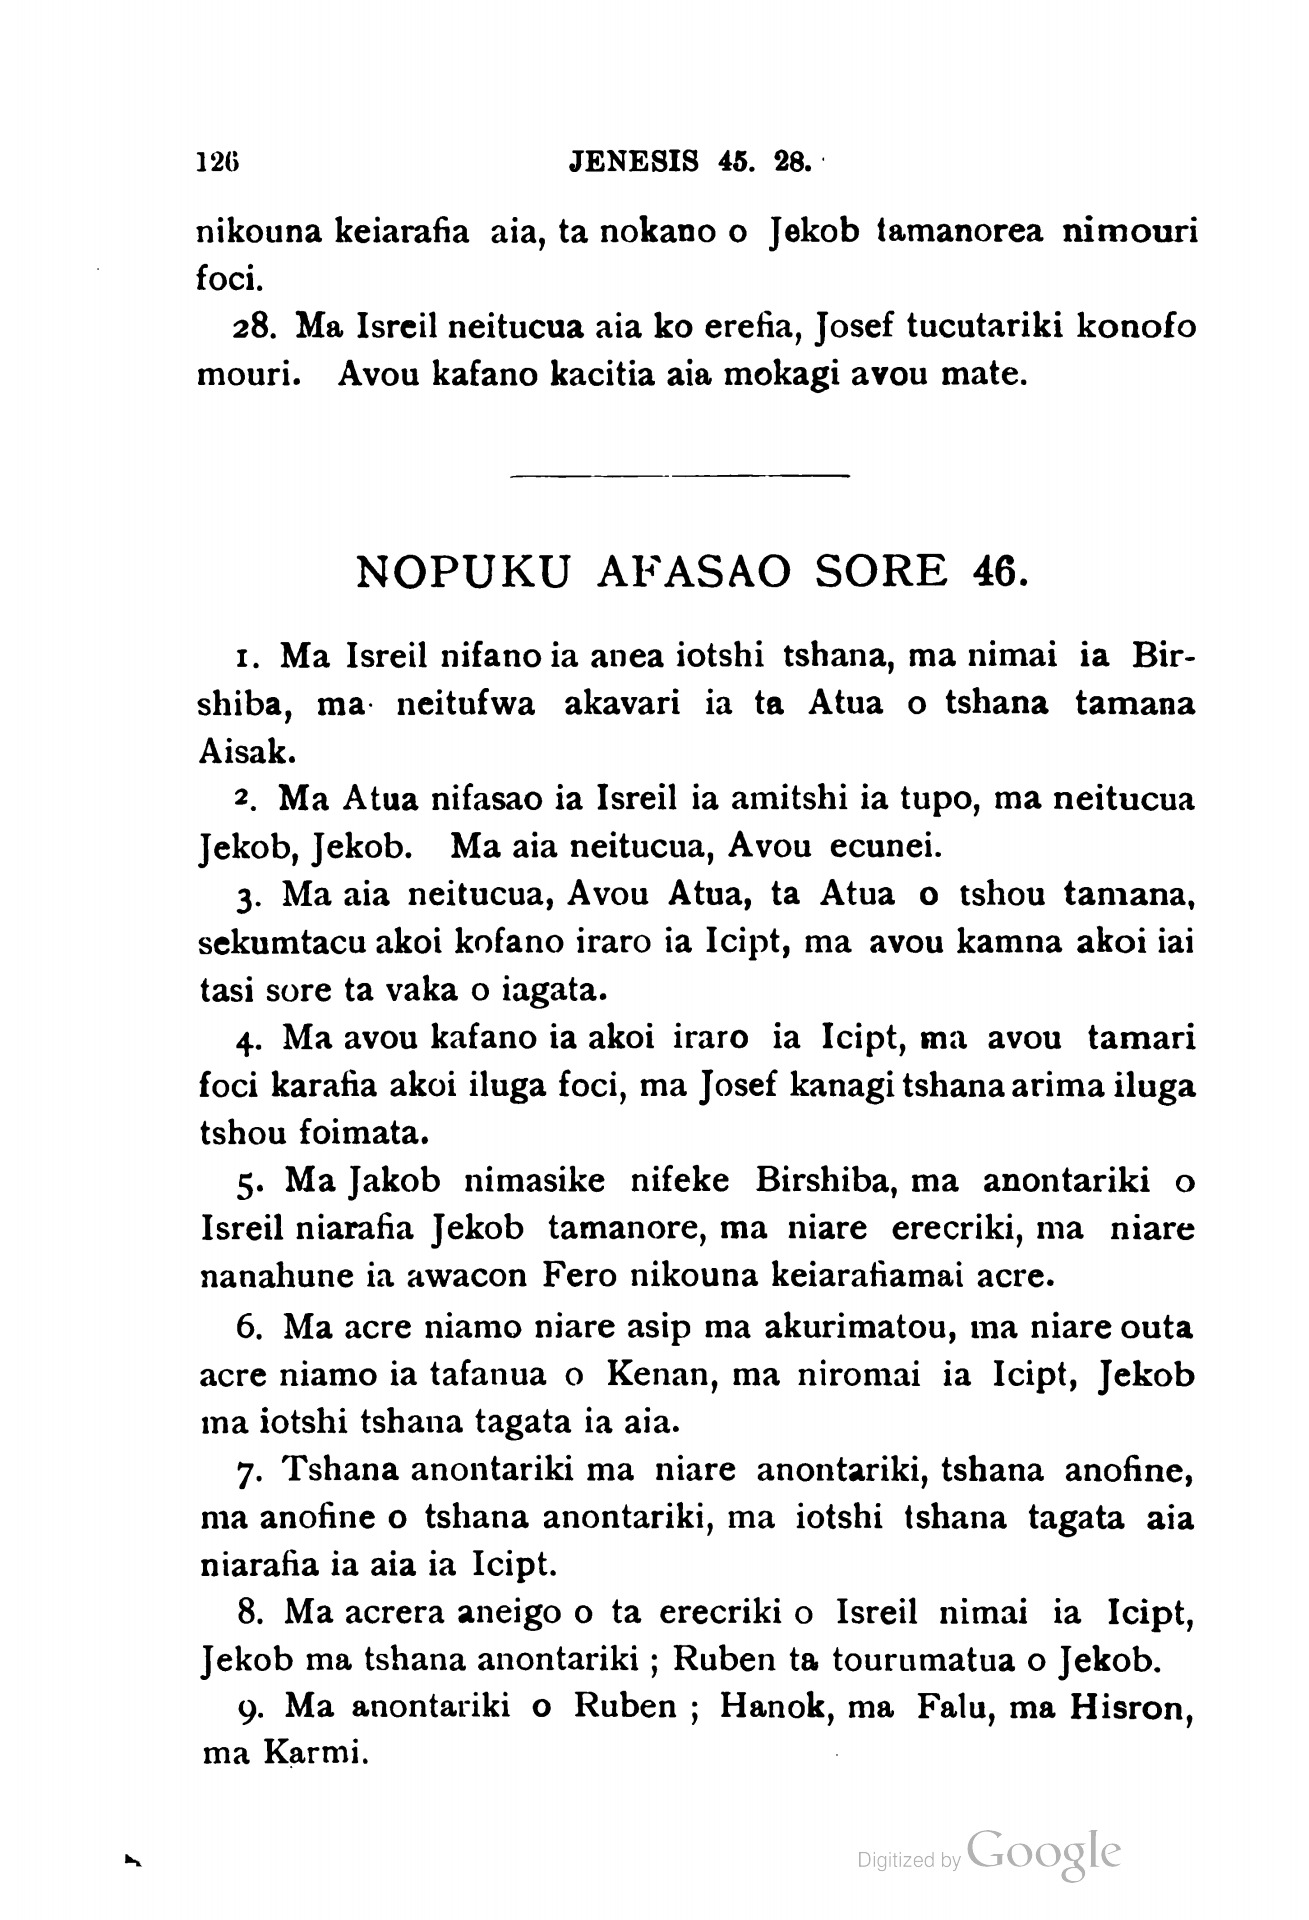 126 JENESIS 45. 28.
nikouna keiarafia aia, ta nokano o Jekob tamanorea nimouri
foci.
28. Ma Isreil neitucua aia ko erefia, Josef tucutariki konofo
mouri. Avou kafano kacitia aia mokagi avou mate.
NOPUKU AFASAO SORE 46.
1. Ma Isreil nifano ia anea iotshi tshana, ma nimai ia Bir-
shiba, ma neitufwa akavari ia ta Atua o tshana tamana
Aisak.
2. Ma Atua nifasao ia Isreil ia amitshi ia tupo, ma neitucua
Jekob, Jekob. Ma aia neitucua, Avou ecunei.
3. Ma aia neitucua, Avou Atua, ta Atua o tshou tamana,
sekumtacu akoi kofano iraro ia Icipt, ma avou kamna akoi iai
tasi sore ta vaka o iagata.
4. Ma avou kafano ia akoi iraro ia Icipt, ma avou tamari
foci karafia akoi iluga foci, ma Josef kanagi tshana arima iluga
tshou foimata.
5. Ma Jakob nimasike nifeke Birshiba, ma anontariki o
Isreil niarafia Jekob tamanore, ma niare erecriki, ma niare
nanahune ia awacon Fero nikouna keiarafiamai acre.
6. Ma acre niamo niare asip ma akurimatou, ma niare outa
acre niamo ia tafanua o Kenan, ma niromai ia Icipt, Jekob
ma iotshi tshana tagata ia aia.
7. Tshana anontariki ma niare anontariki, tshana anofine,
ma anofine o tshana anontariki, ma iotshi tshana tagata aia
niarafia ia aia ia Icipt.
8. Ma acrera aneigo o ta erecriki o Isreil nimai ia Icipt,
Jekob ma tshana anontariki ; Ruben ta tourumatua o Jekob.
9. Ma anontariki o Ruben ; Hanok, ma Falu, ma Hisron,
ma Karmi.
Digitized by Google